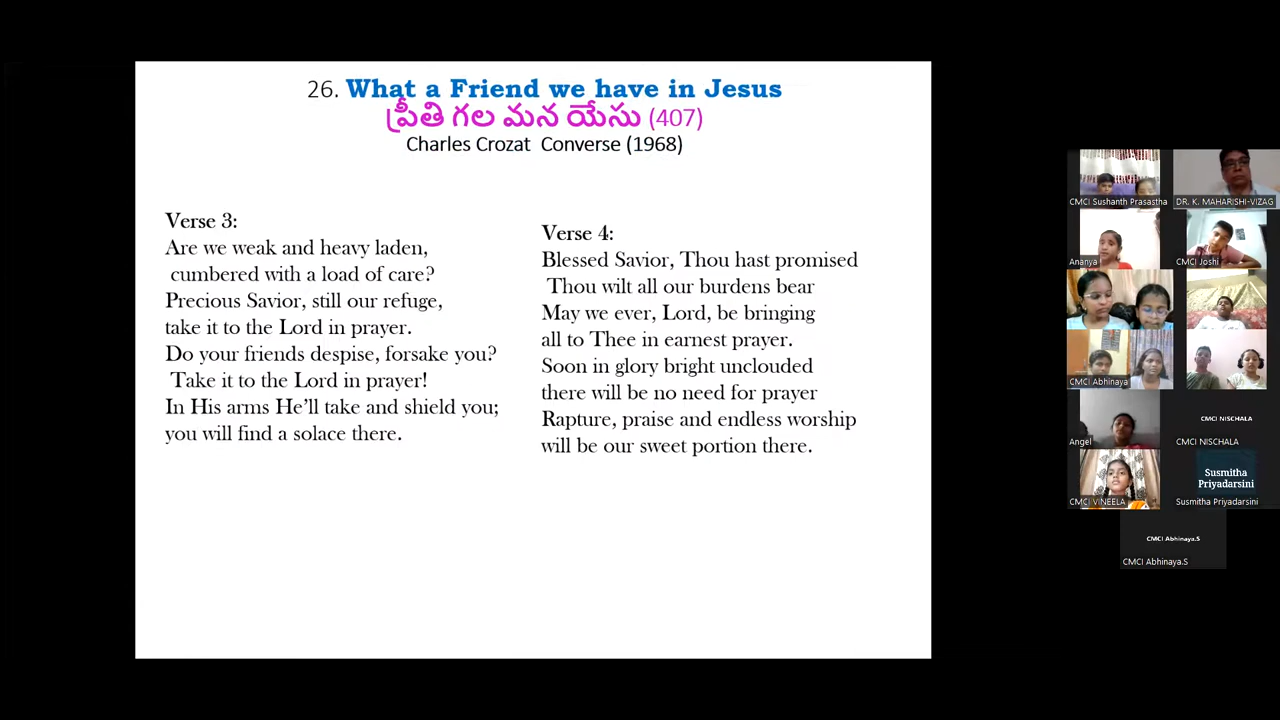 26. What a Friend we have in Jesus
ప్రీతి గల మన యేసు (407)
Charles Crozat Converse (1968)
Verse 3:
Are we weak and heavy laden,
cumbered with a load of care?
Precious Savior, still our refuge,
take it to the Lord in prayer.
Do your friends despise, forsake you?
Take it to the Lord in prayer!
In His arms He’ll take and shield you;
you will find a solace there.
Verse 4:
Blessed Savior, Thou hast promised
Thou wilt all our burdens bear
May we ever, Lord, be bringing
all to Thee in earnest prayer.
Soon in glory bright unclouded
there will be no need for prayer
Rapture, praise and endless worship
will be our sweet portion there.
CMCI Sushanth Prasastha
DR. K. MAHARISHI-VIZAG
Ananya
CMCI Joshi
CMCI Abhinaya
Angel
CMCI NISCHALA
CMCI NISCHALA
CMCI VINEELA
Susmitha
Priyadarsini
Susmitha Priyadarsini
CMCI Abhinaya.S
CMCI Abhinaya.S